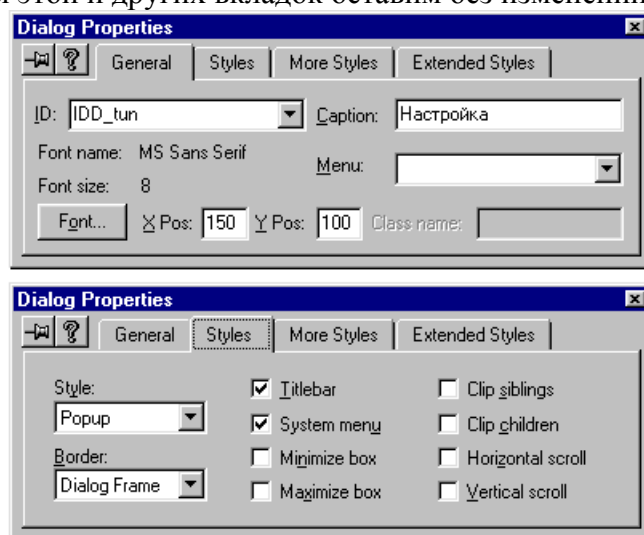 этой и других вкладок оставим без изменений
Dialog Properties
General Styles More Styles Extended Styles
ID: IDD_tun Caption: Настройка
Font name: MS Sans Serif Menu:
Font size: 8
Font... X Pos: 150 Y Pos: 100 Class name:
Dialog Properties
General Styles More Styles Extended Styles
Style: Titlebar Clip siblings
Popup System menu Clip children
Border: Minimize box Horizontal scroll
Dialog Frame Maximize box Vertical scroll